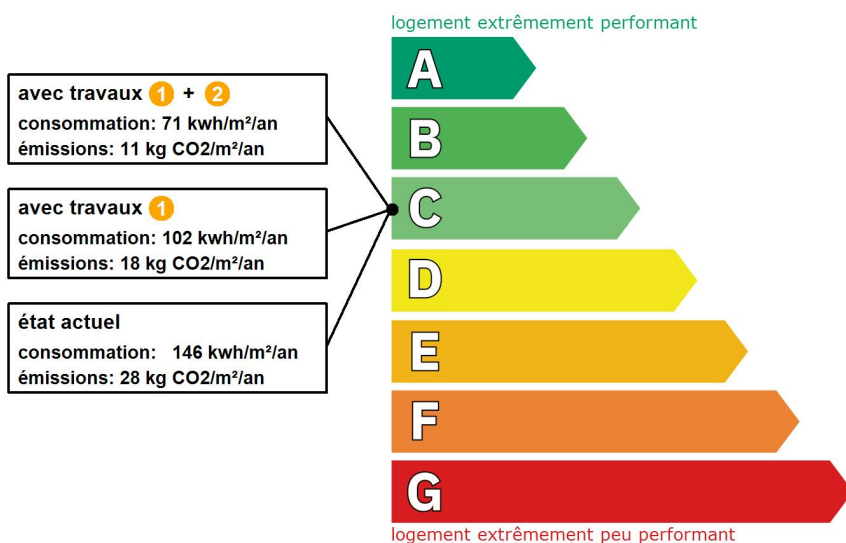 logement extrêmement performant
avec travaux 1 + 2
consommation: 71 kwh/m²/an
émissions: 11 kg CO2/m²/an
avec travaux 1
consommation: 102 kwh/m²/an
émissions: 18 kg CO2/m²/an
état actuel
consommation: 146 kwh/m²/an
émissions: 28 kg CO2/m²/an
A
B
C
D
E
F
G
logement extrêmement peu performant